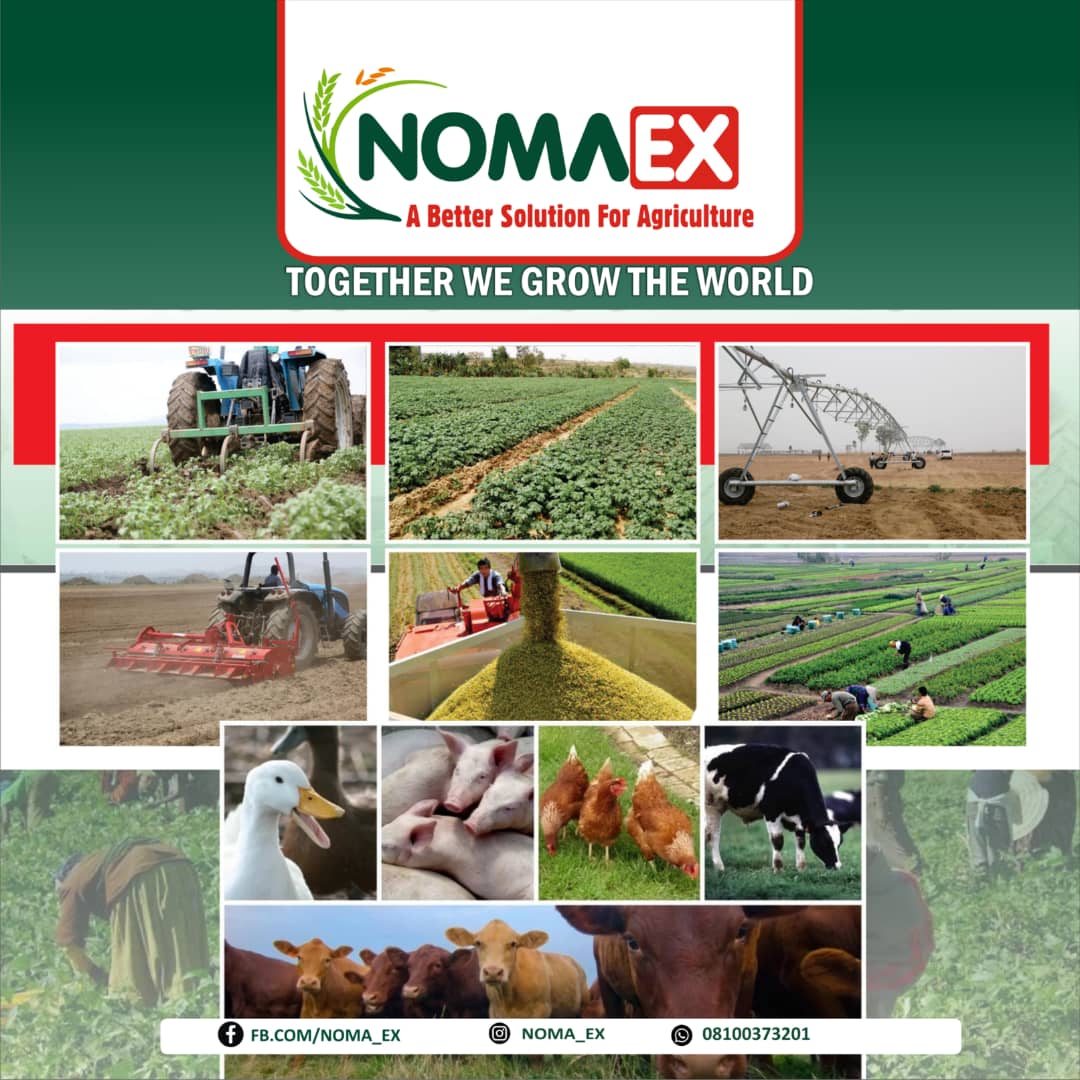 NOMAEX
A Better Solution For Agriculture
TOGETHER WE GROW THE WORLD
FB.COM/NOMA_EX NOMA_EX 08100373201